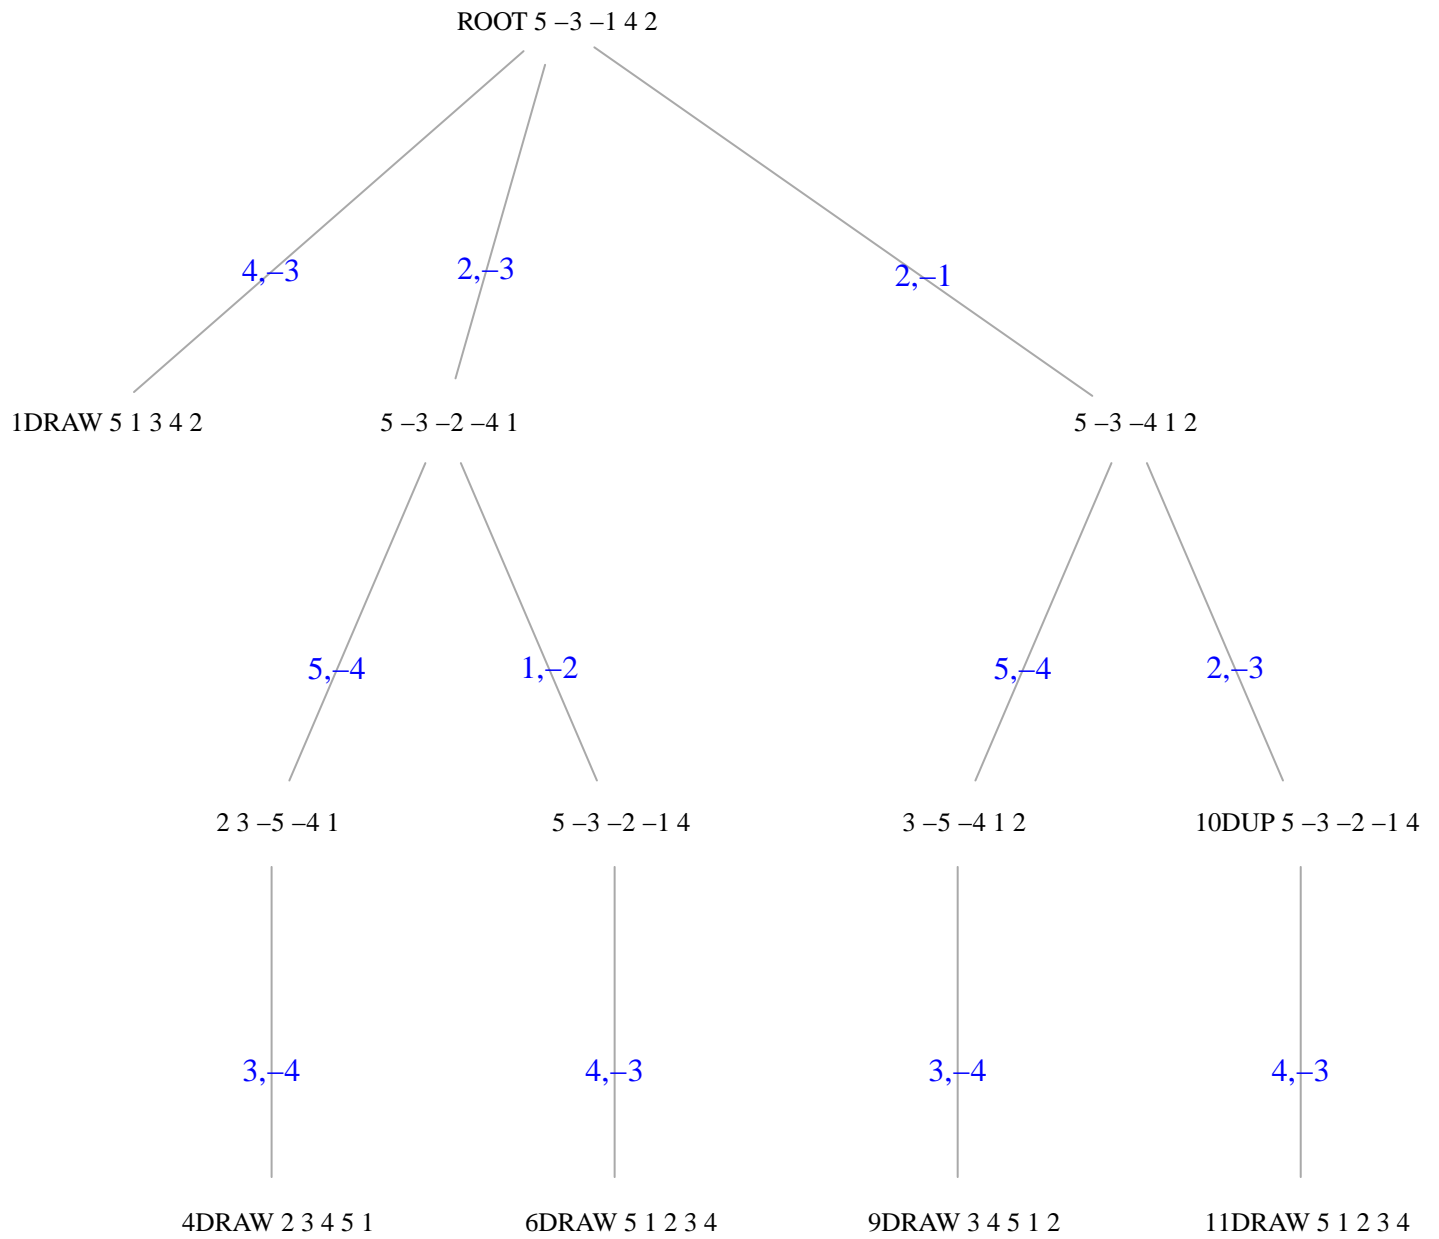 ROOT 5 –3 –1 4 2
4,–3
2,–3
2,–1
1DRAW 5 1 3 4 2
5 –3 –2 –4 1
5 –3 –4 1 2
5,–4
1,–2
5,–4
2,–3
2 3 –5 –4 1
5 –3 –2 –1 4
3 –5 –4 1 2
10DUP 5 –3 –2 –1 4
3,–4
4,–3
3,–4
4,–3
4DRAW 2 3 4 5 1
6DRAW 5 1 2 3 4
9DRAW 3 4 5 1 2
11DRAW 5 1 2 3 4